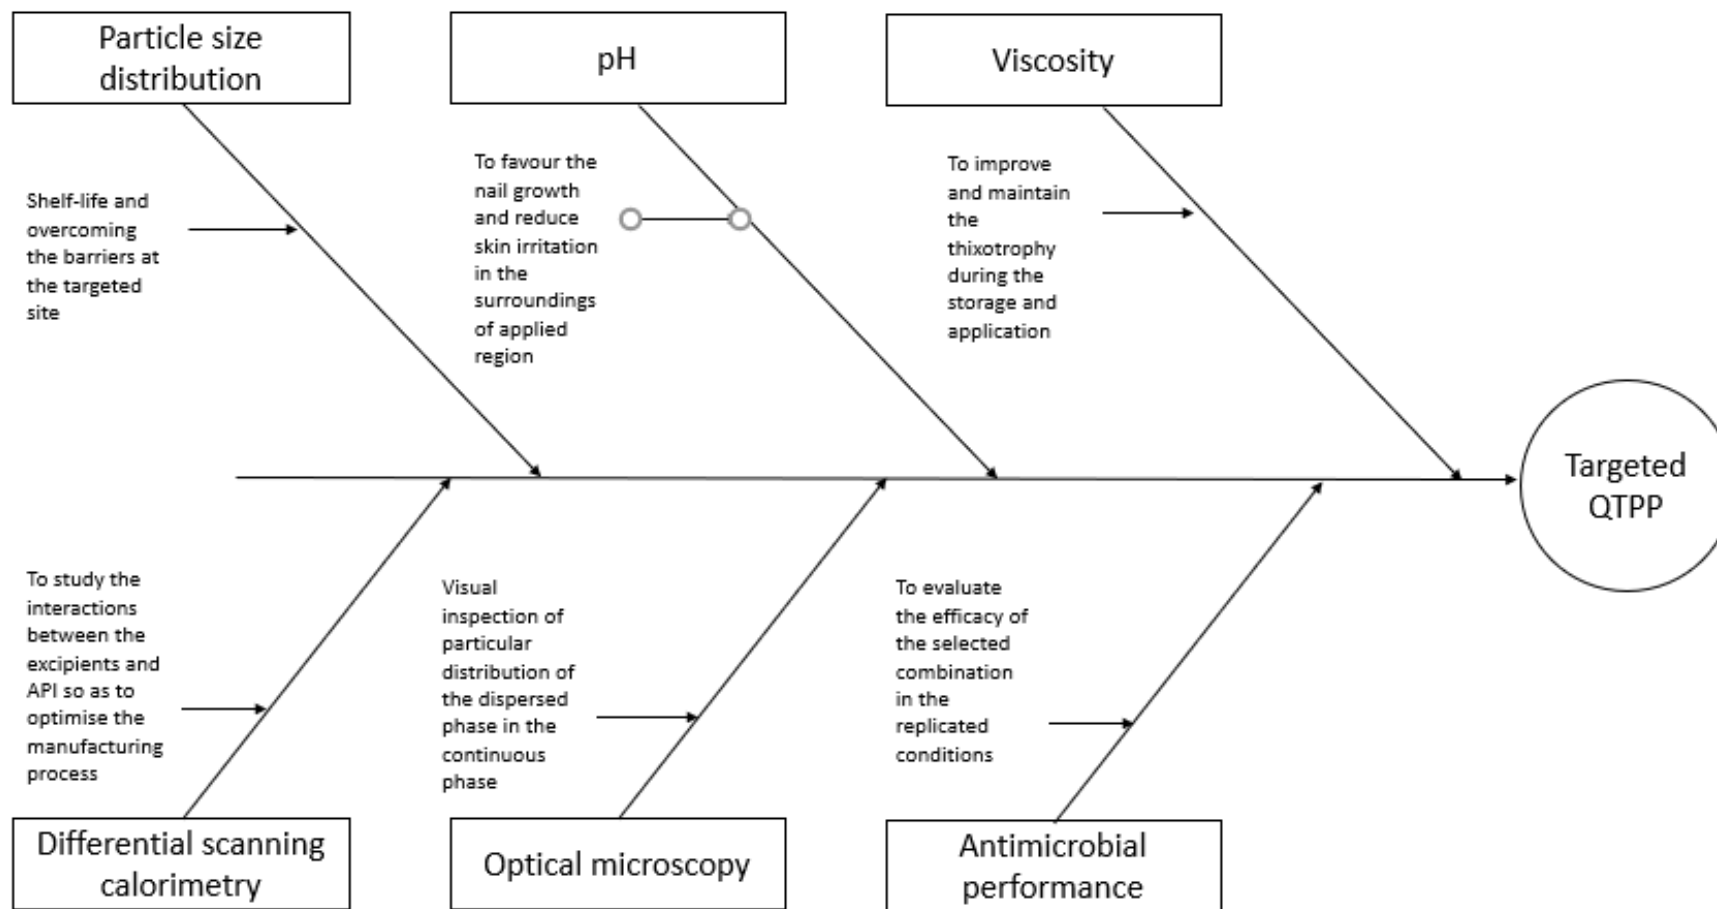 Particle size
distribution
pH
Viscosity
Shelf-life and
overcoming
the barriers at
the targeted
site
To favour the
nail growth
and reduce
skin irritation
in the
surroundings
of applied
region
To improve
and maintain
the
thixotrophy
during the
storage and
application
Targeted
QTPP
To study the
interactions
between the
excipients and
API so as to
optimise the
manufacturing
process
Visual
inspection of
particular
distribution of
the dispersed
phase in the
continuous
phase
To evaluate
the efficacy of
the selected
combination
in the
replicated
conditions
Differential scanning
calorimetry
Optical microscopy
Antimicrobial
performance